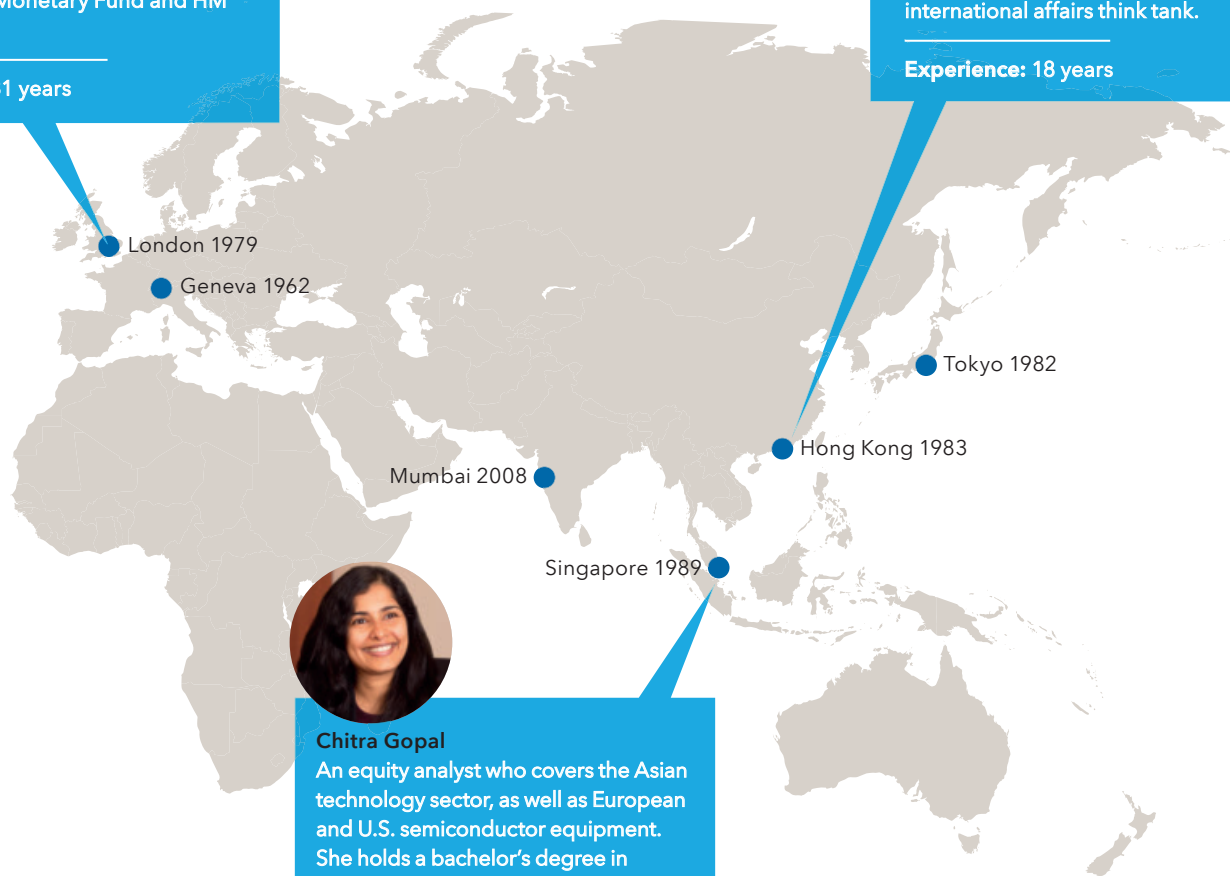 Monetary Fund and HM
1 years
international affairs think tank.
Experience: 18 years
London 1979
Geneva 1962
Tokyo 1982
Hong Kong 1983
Mumbai 2008
Singapore 1989
Chitra Gopal
An equity analyst who covers the Asian
technology sector, as well as European
and U.S. semiconductor equipment.
She holds a bachelor’s degree in